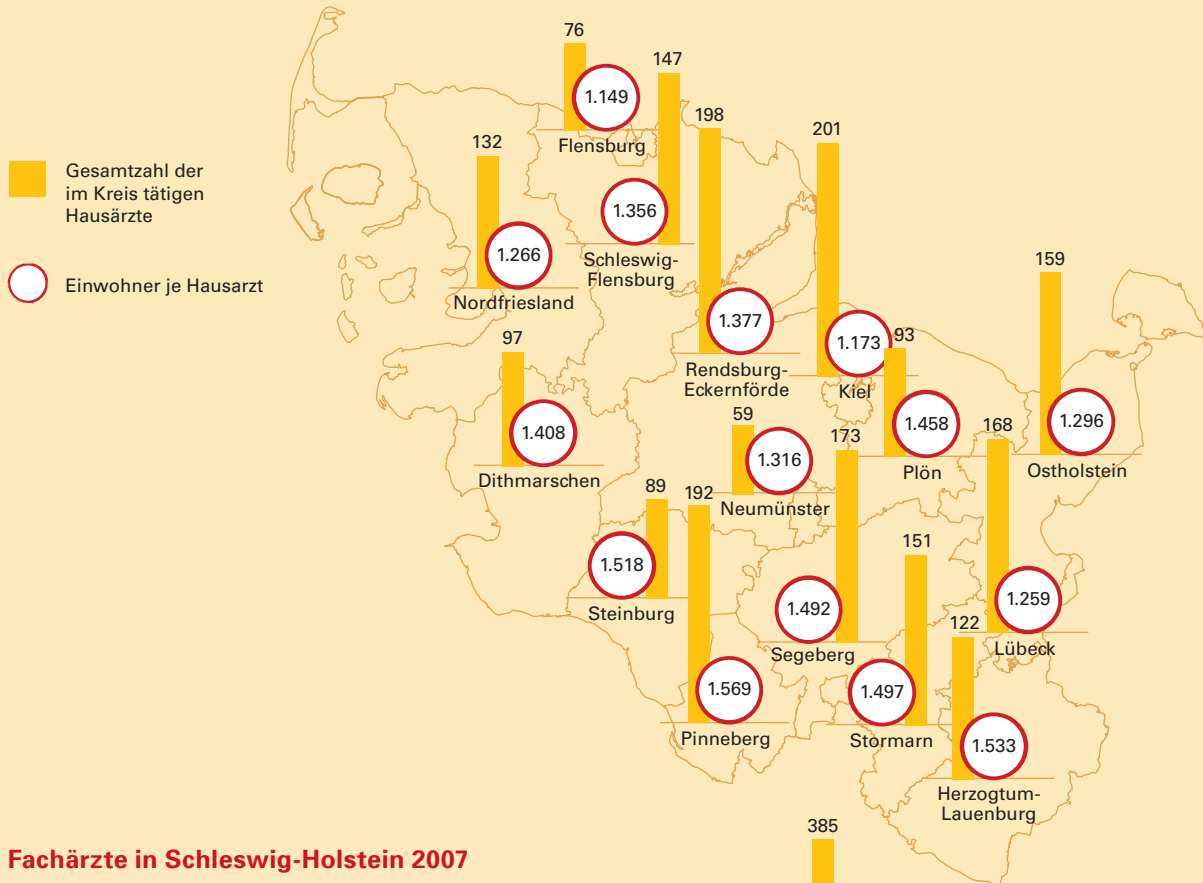 76
147
1.149
198
201
132
Flensburg
Gesamtzahl der
im Kreis tätigen
Hausärzte
1.356
1.266
Schleswig-
Flensburg
159
Einwohner je Hausarzt
Nordfriesland
1.377
1.173
93
97
Rendsburg-
Eckernförde
Kiel
59
1.408
1.458
168
1.296
173
1.316
Dithmarschen
Plön
Ostholstein
89
192
Neumünster
151
1.518
1.492
1.259
Steinburg
122
Segeberg
Lübeck
1.569
1.497
Pinneberg
Stormarn
1.533
Herzogtum-
Lauenburg
385
Fachärzte in Schleswig-Holstein 2007